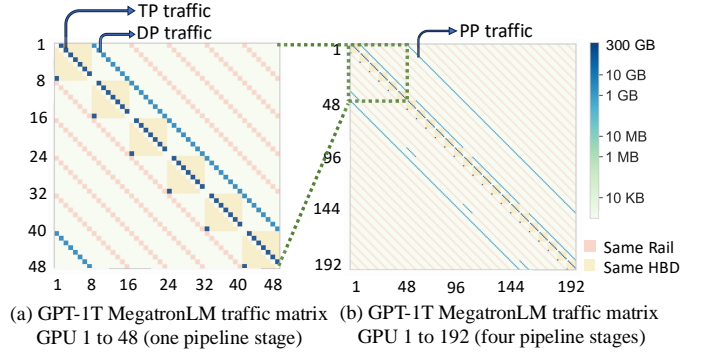 TP traffic
DP traffic
PP traffic
1
8
16
24
32
40
48
1 8 16 24 32 40 48
1
48
96
144
192
1 48 96 144 192
300 GB
10 GB
1 GB
10 MB
1 MB
10 KB
Same Rail
Same HBD
(a) GPT-1T MegatronLM traffic matrix
GPU 1 to 48 (one pipeline stage)
(b) GPT-1T MegatronLM traffic matrix
GPU 1 to 192 (four pipeline stages)